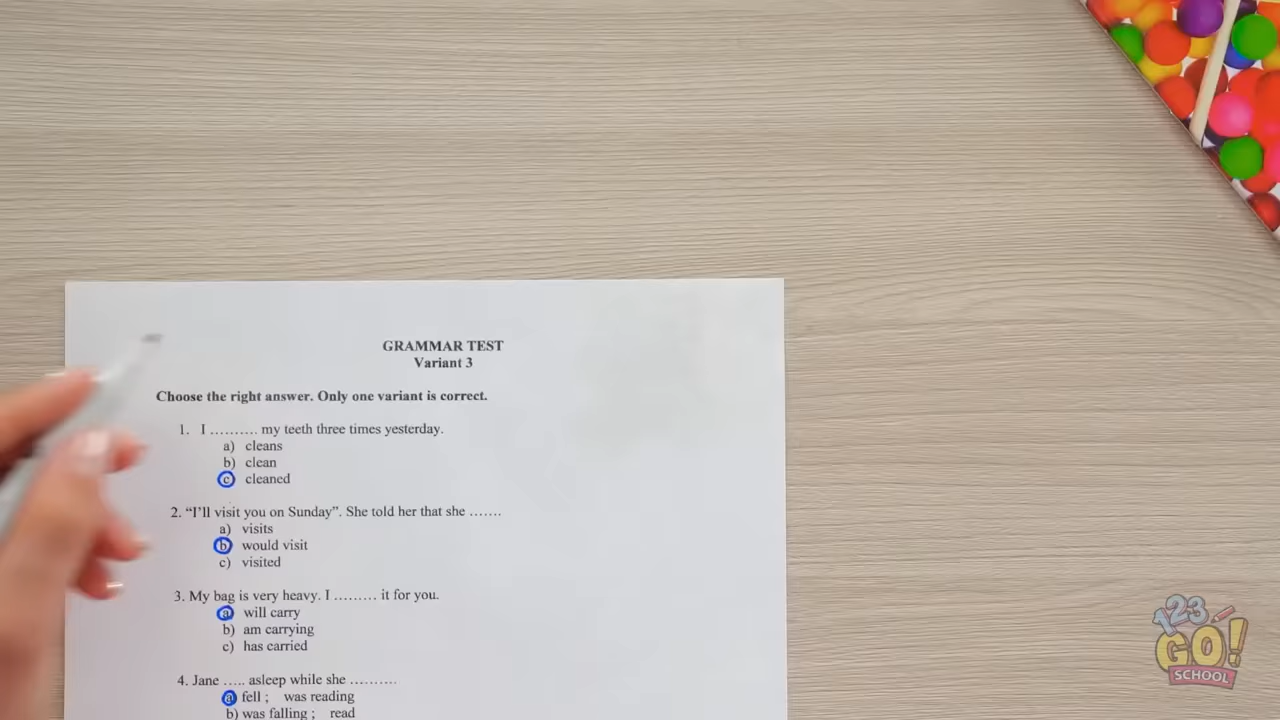 GRAMMAR TEST
Variant 3
Choose the right answer. Only one variant is correct.
1. I .......... my teeth three times yesterday.
a) cleans
b) clean
c) cleaned
2. “I’ll visit you on Sunday”. She told her that she .......
a) visits
b) would visit
c) visited
3. My bag is very heavy. I ......... it for you.
a) will carry
b) am carrying
c) has carried
4. Jane ..... asleep while she ..........
a) fell ; was reading
b) was falling ; read
123
GO!
SCHOOL